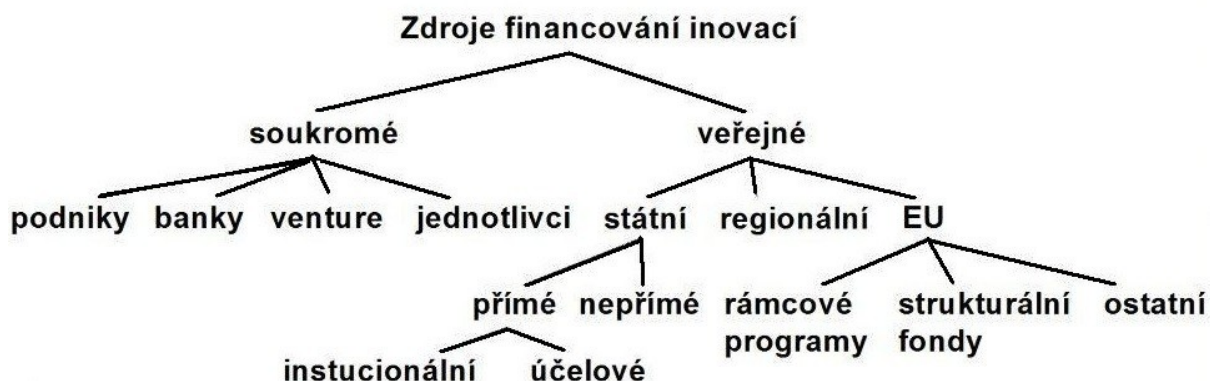 Zdroje financování inovací
soukromé veřejné
podniky banky venture jednotlivci státní regionální EU
přímé nepřímé rámcové strukturální ostatní
programy fondy
instucionální účelové